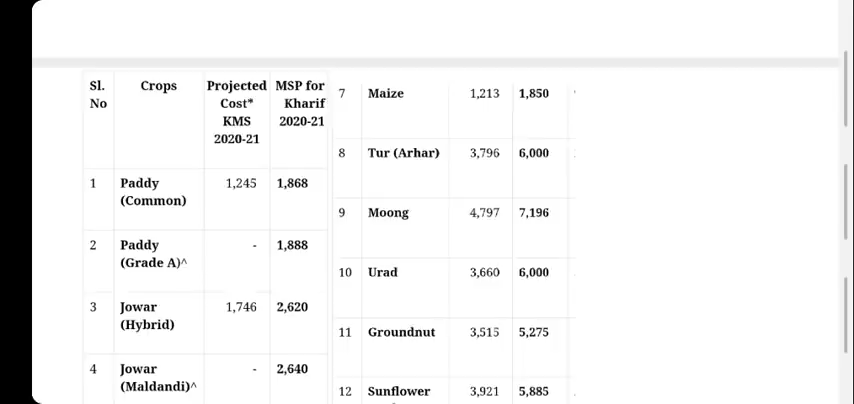 Sl. Crops Projected MSP for
No Cost* Kharif
KMS 2020-21
2020-21
1 Paddy 1,245 1,868
(Common)
2 Paddy - 1,888
(Grade A)^
3 Jowar 1,746 2,620
(Hybrid)
4 Jowar - 2,640
(Maldandi)^
7 Maize 1,213 1,850
8 Tur (Arhar) 3,796 6,000
9 Moong 4,797 7,196
10 Urad 3,660 6,000
11 Groundnut 3,515 5,275
12 Sunflower 3,921 5,885